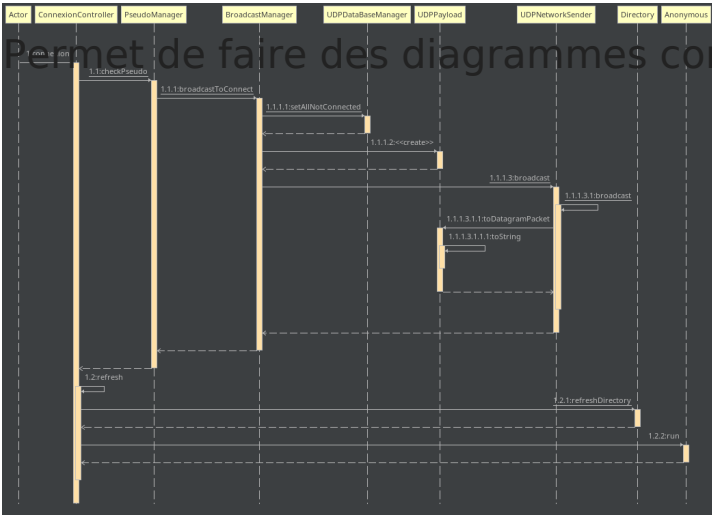 Actor ConnexionController PseudoManager BroadcastManager UDPDataBaseManager UDPPayload UDPNetworkSender Directory Anonymous
Permet de faire des diagrammes
1:connexion
1.1:checkPseudo
1.1.1:broadcastToConnect
1.1.1.1:setAllNotConnected
1.1.1.2:<<create>>
1.1.1.3:broadcast
1.1.1.3.1:broadcast
1.1.1.3.1.1:toDatagramPacket
1.1.1.3.1.1.1:toString
1.2:refresh
1.2.1:refreshDirectory
1.2.2:run